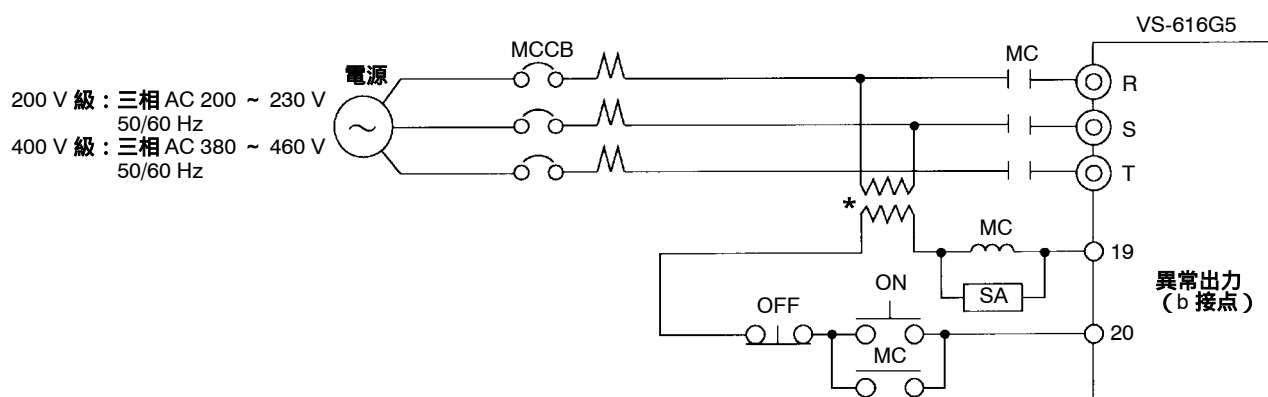 VS-616G5
MCCB
MC
電源
R
200 V 級：三相 AC 200 ～ 230 V
50/60 Hz
S
400 V 級：三相 AC 380 ～ 460 V
50/60 Hz
T
*
MC
19
SA
異常出力
（b 接点）
ON
OFF
20
MC